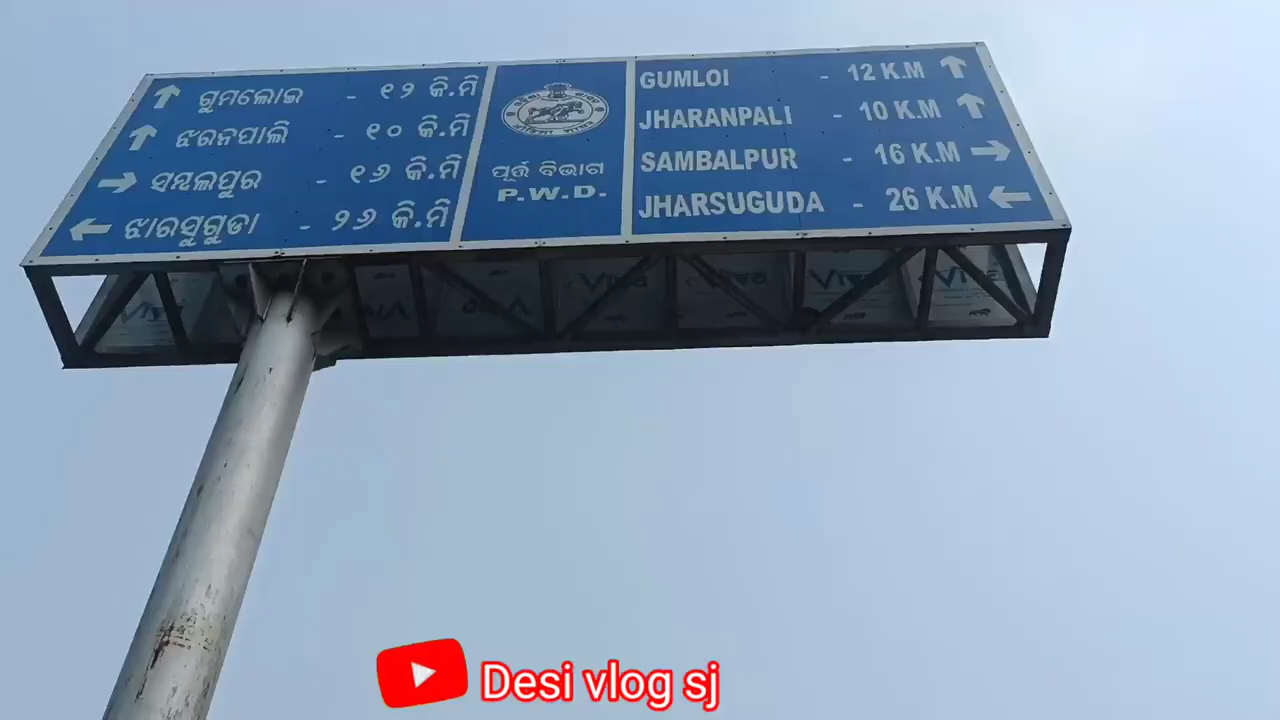 ଗୁମଲୋଇ - ୧୨ କି.ମି
ଝରନପାଲି - ୧୦ କି.ମି
ସମ୍ବଲପୁର - ୧୬ କି.ମି
ଝାରସୁଗୁଡା - ୨୬ କି.ମି
ପୂର୍ତ୍ତ ବିଭାଗ
P.W.D.
GUMLOI - 12 K.M
JHARANPALI - 10 K.M
SAMBALPUR - 16 K.M
JHARSUGUDA - 26 K.M
Desi vlog sj